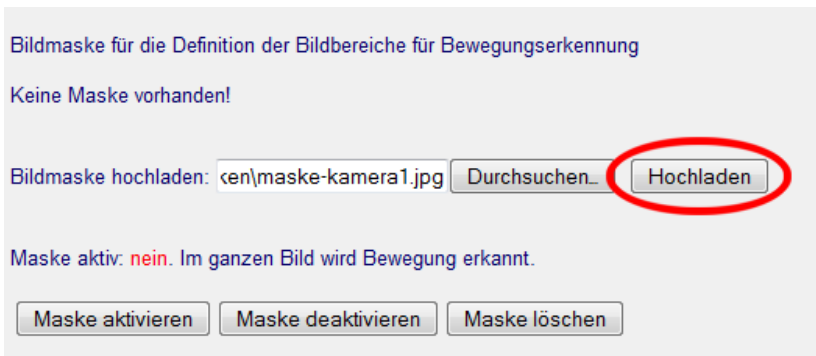 Bildmaske für die Definition der Bildbereiche für Bewegungserkennung
Keine Maske vorhanden!
Bildmaske hochladen: ken\maske-kamera1.jpg Durchsuchen... Hochladen
Maske aktiv: nein. Im ganzen Bild wird Bewegung erkannt.
Maske aktivieren Maske deaktivieren Maske löschen